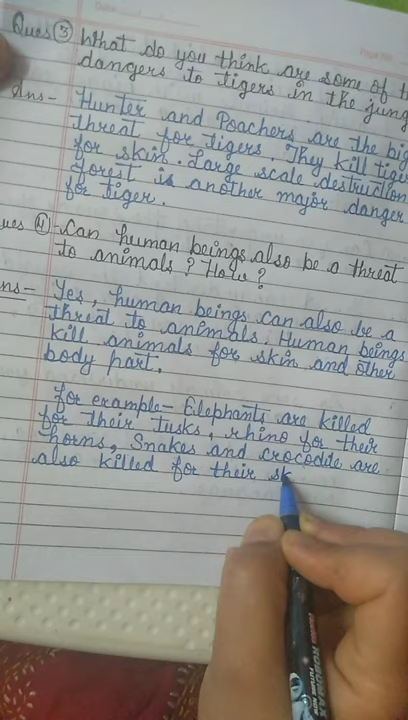 Ques ③ What do you think are some of t
dangers to tigers in the jung
Ans- Hunter and Poachers are the big
threat for tigers. They kill tige
for skin. Large scale destruction
forest is another major danger
for tiger.
ues ④ - Can human beings also be a threat
to animals? How?
ns- Yes, human beings can also be a
threat to animals. Human beings
kill animals for skin and other
body part.
for example- Elephants are killed
for their tusks, rhino for their
horns, Snakes and crocodile are
also killed for their sk